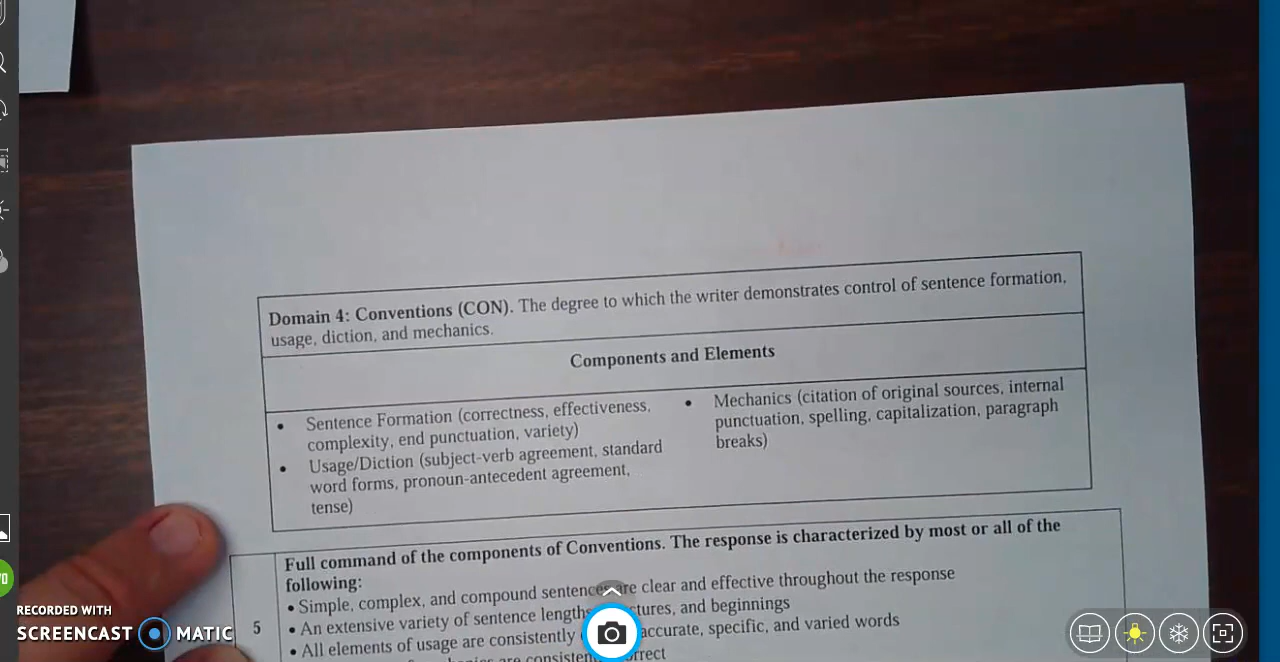 Domain 4: Conventions (CON). The degree to which the writer demonstrates control of sentence formation,
usage, diction, and mechanics.
Components and Elements
• Sentence Formation (correctness, effectiveness,
complexity, end punctuation, variety)
• Usage/Diction (subject-verb agreement, standard
word forms, pronoun-antecedent agreement,
tense)
• Mechanics (citation of original sources, internal
punctuation, spelling, capitalization, paragraph
breaks)
5
Full command of the components of Conventions. The response is characterized by most or all of the
following:
• Simple, complex, and compound sentences are clear and effective throughout the response
• An extensive variety of sentence lengths, and beginnings
• All elements of usage are consistently accurate, specific, and varied words
are
RECORDED WITH
SCREENCAST MATIC